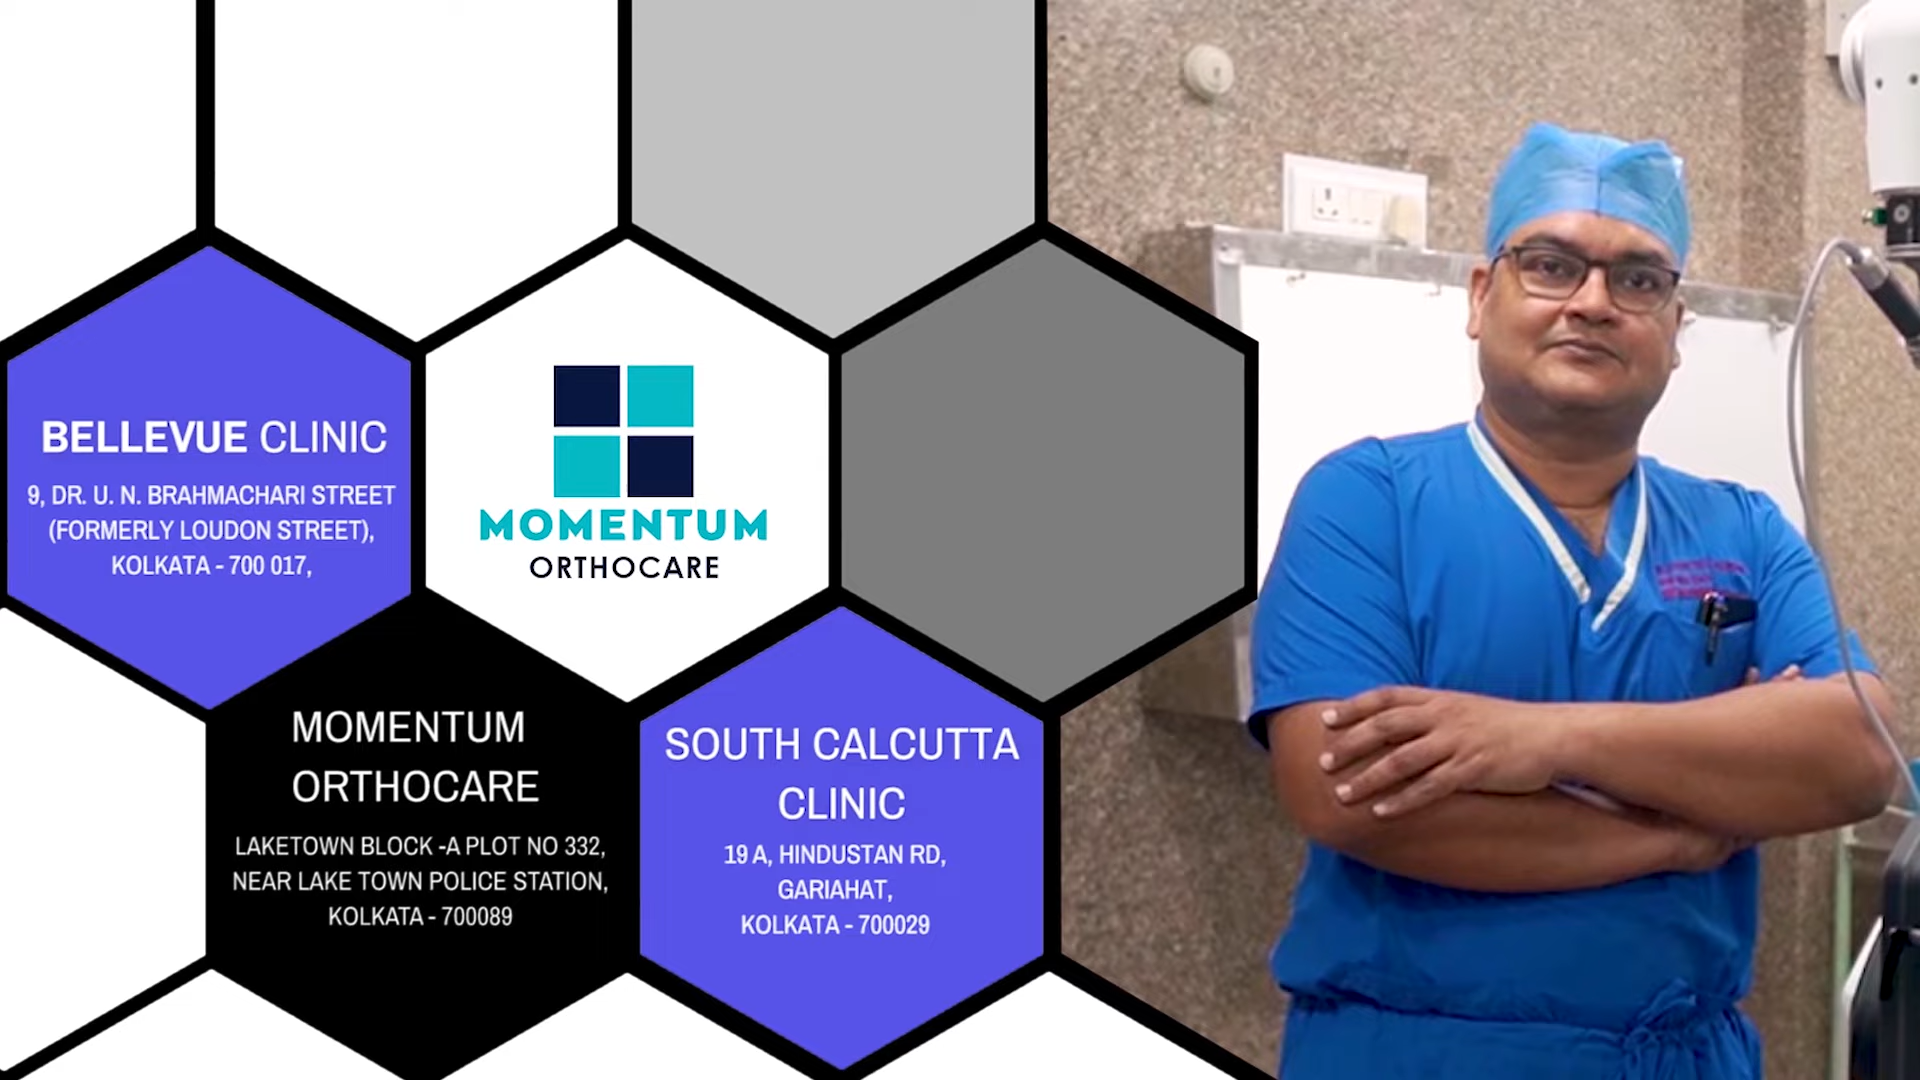 BELLEVUE CLINIC
9, DR. U. N. BRAHMACHARI STREET
(FORMERLY LOUDON STREET),
KOLKATA - 700 017,
MOMENTUM
ORTHOCARE
MOMENTUM
ORTHOCARE
LAKETOWN BLOCK -A PLOT NO 332,
NEAR LAKE TOWN POLICE STATION,
KOLKATA - 700089
SOUTH CALCUTTA
CLINIC
19 A, HINDUSTAN RD,
GARIAHAT,
KOLKATA - 700029